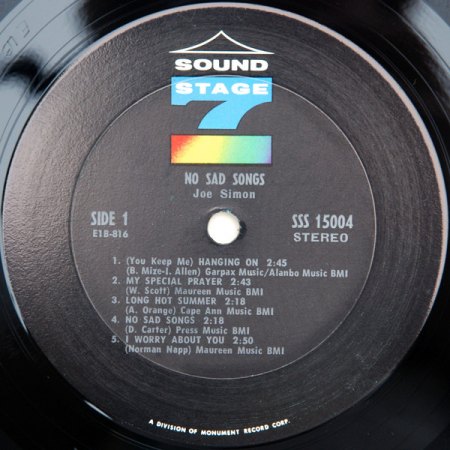 SOUND
STAGE
7
NO SAD SONGS
Joe Simon
SIDE 1
E18-816
SSS 15004
STEREO
1. (You Keep Me) HANGING ON 2:45
(B. Mize-I. Allen) Garpax Music/Alanbo Music BMI
2. MY SPECIAL PRAYER 2:43
(W. Scott) Maureen Music BMI
3. LONG HOT SUMMER 2:18
(A. Orange) Cape Ann Music BMI
4. NO SAD SONGS 2:18
(D. Carter) Press Music BMI
5. I WORRY ABOUT YOU 2:50
(Norman Napp) Maureen Music BMI
A DIVISION OF MONUMENT RECORD CORP.